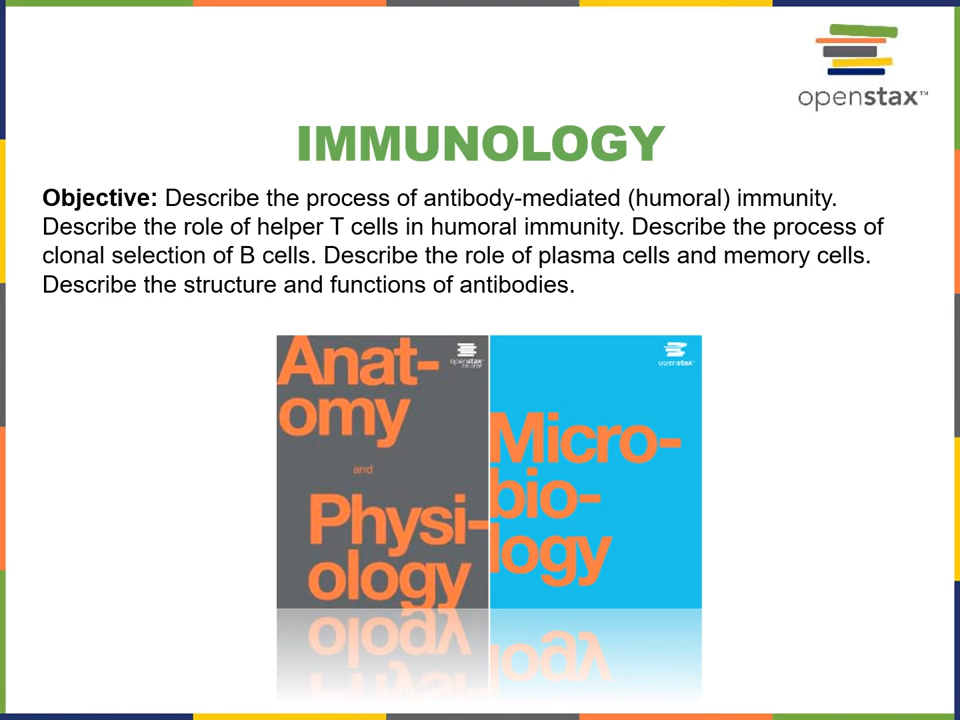 openstax™
IMMUNOLOGY
Objective: Describe the process of antibody-mediated (humoral) immunity.
Describe the role of helper T cells in humoral immunity. Describe the process of
clonal selection of B cells. Describe the role of plasma cells and memory cells.
Describe the structure and functions of antibodies.
Anat-
omy
and
Physi-
ology
openstax
Micro-
bio-
logy
openstax